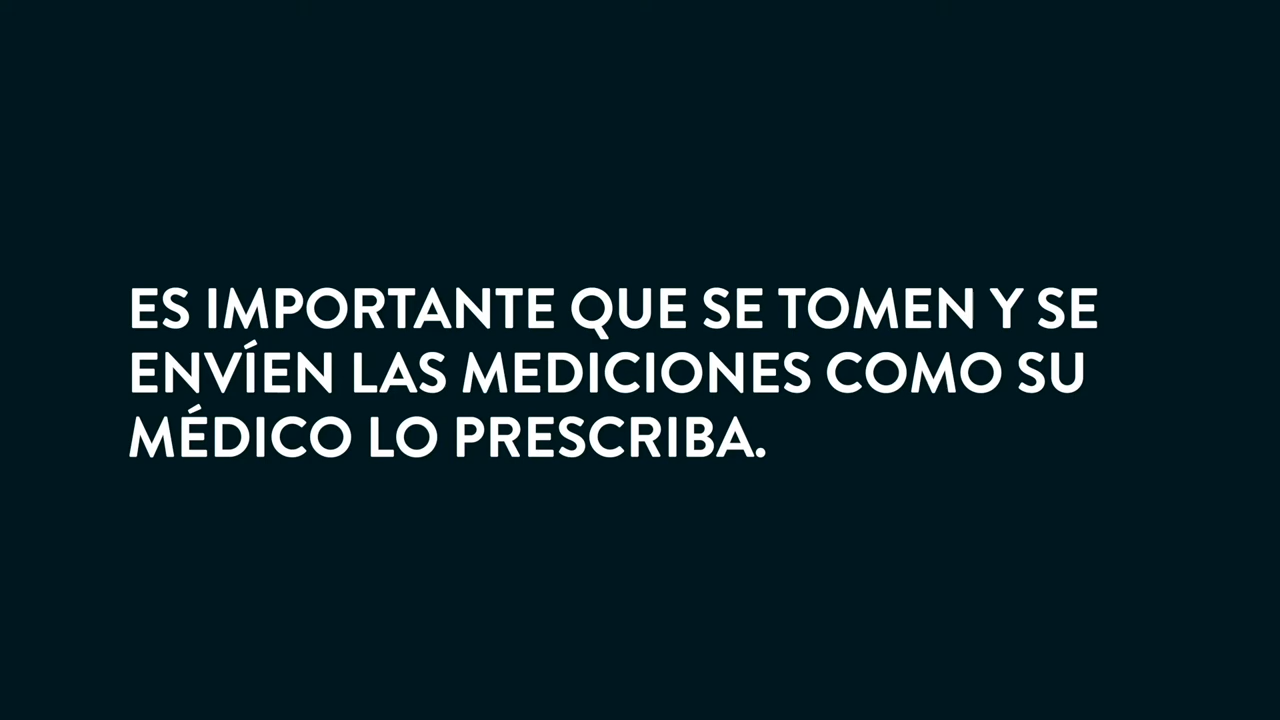 ES IMPORTANTE QUE SE TOMEN Y SE
ENVÍEN LAS MEDICIONES COMO SU
MÉDICO LO PRESCRIBA.